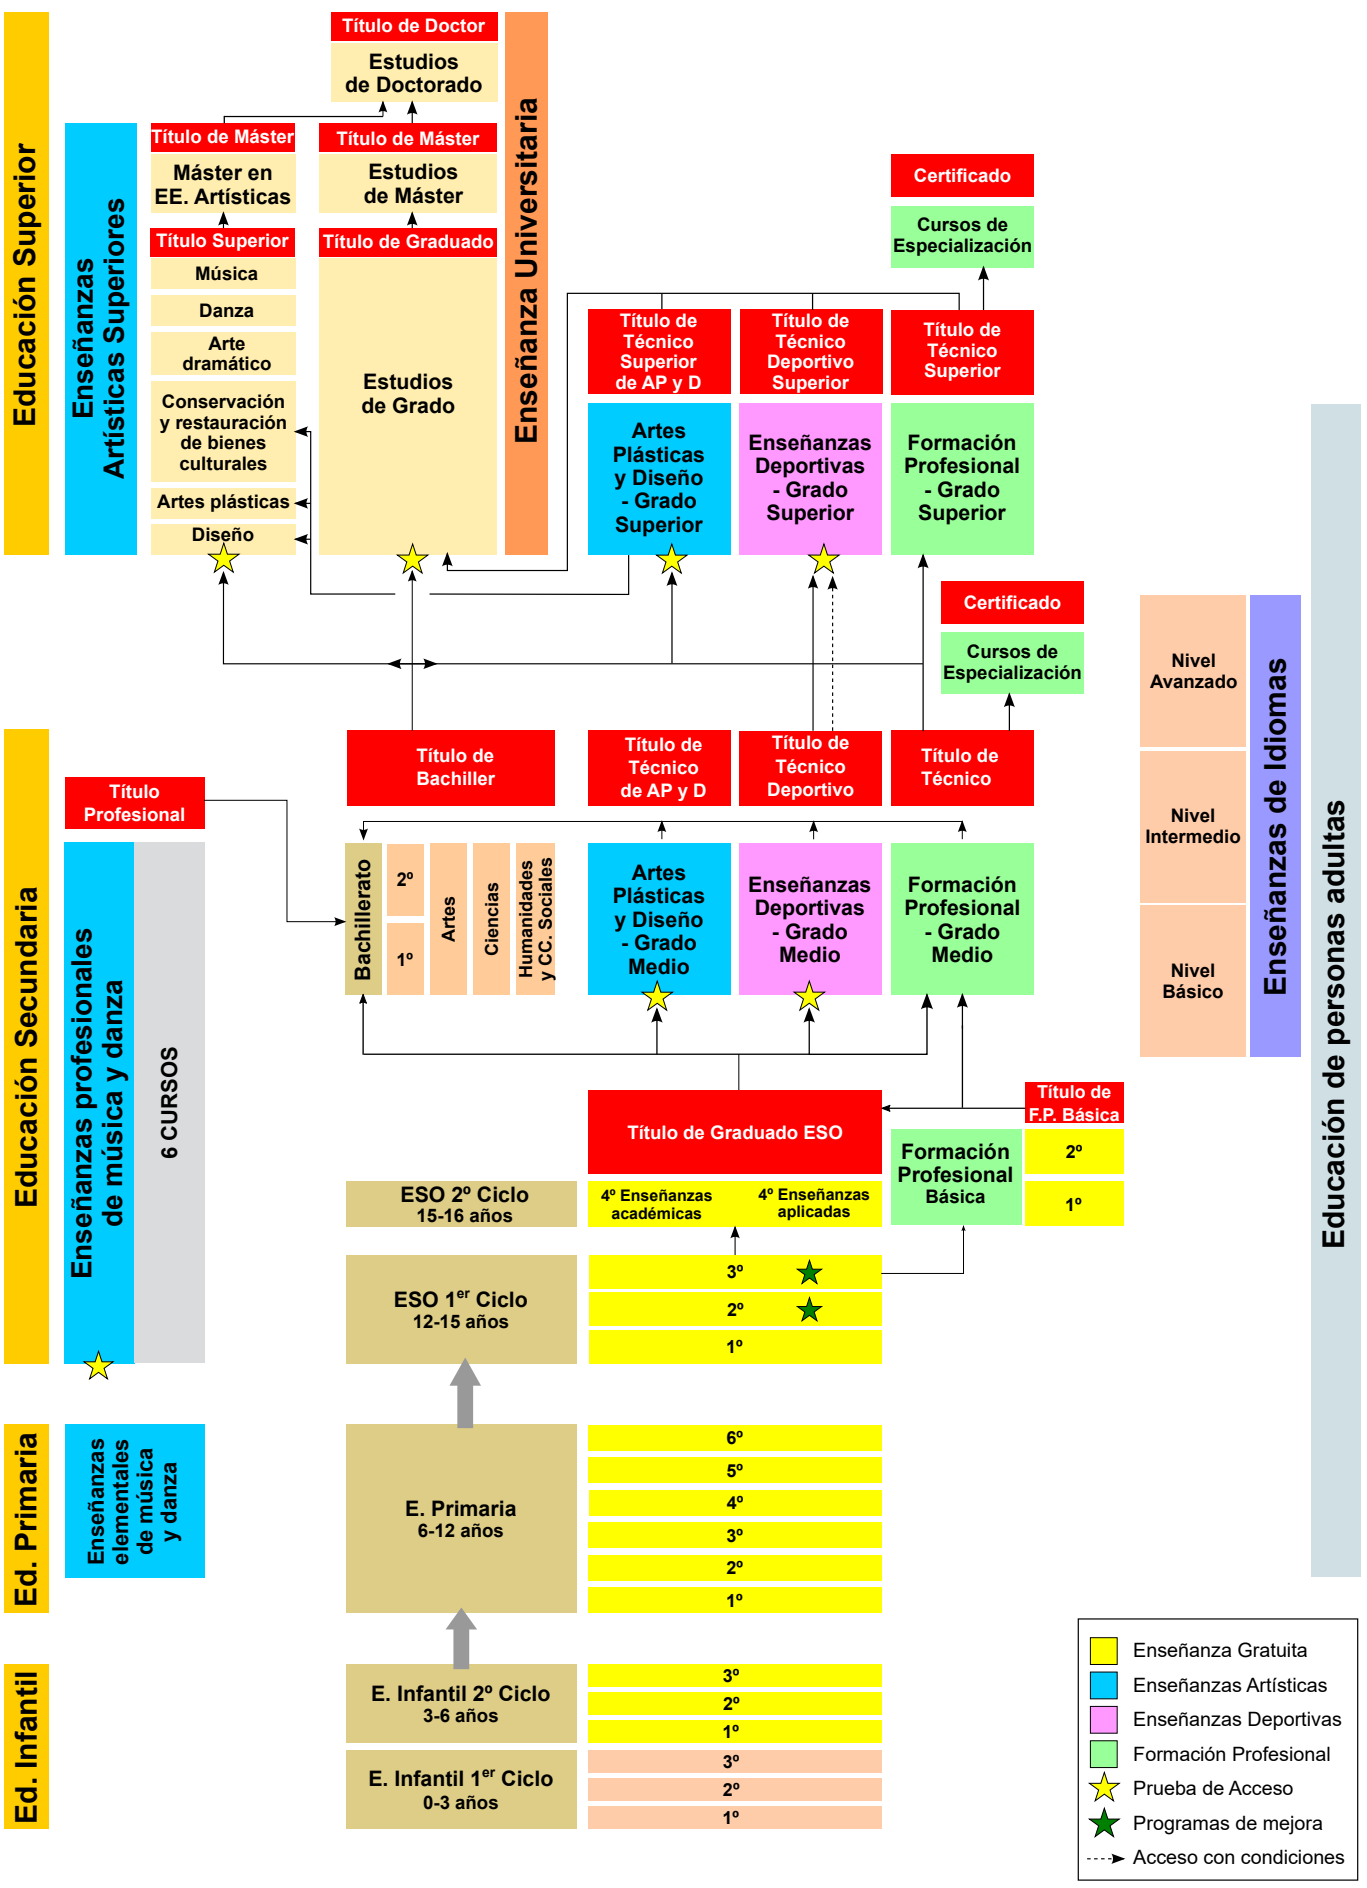 Educación Superior
Enseñanzas
Artísticas Superiores
Título de Doctor
Estudios
de Doctorado
Título de Máster
Máster en
EE. Artísticas
Título Superior
Música
Danza
Arte
dramático
Conservación
y restauración
de bienes
culturales
Artes plásticas
Diseño
Título de Máster
Estudios
de Máster
Título de Graduado
Estudios
de Grado
Enseñanza Universitaria
Título de
Técnico
Superior
de AP y D
Artes
Plásticas
y Diseño
- Grado
Superior
Título de
Técnico
Deportivo
Superior
Enseñanzas
Deportivas
- Grado
Superior
Certificado
Cursos de
Especialización
Título de
Técnico
Superior
Formación
Profesional
- Grado
Superior
Certificado
Cursos de
Especialización
Educación Secundaria
Título
Profesional
Enseñanzas profesionales
de música y danza
6 CURSOS
Título de
Bachiller
Bachillerato
2º
1º
Artes
Ciencias
Humanidades
y CC. Sociales
Título de
Técnico
de AP y D
Artes
Plásticas
y Diseño
- Grado
Medio
Título de
Técnico
Deportivo
Enseñanzas
Deportivas
- Grado
Medio
Título de
Técnico
Formación
Profesional
- Grado
Medio
Nivel
Avanzado
Nivel
Intermedio
Nivel
Básico
Enseñanzas de Idiomas
Educación de personas adultas
Título de Graduado ESO
Título de
F.P. Básica
Formación
Profesional
Básica
2º
1º
ESO 2º Ciclo
15-16 años
4º Enseñanzas
académicas
4º Enseñanzas
aplicadas
ESO 1er Ciclo
12-15 años
3º
2º
1º
Ed. Primaria
Enseñanzas
elementales
de música
y danza
E. Primaria
6-12 años
6º
5º
4º
3º
2º
1º
Ed. Infantil
E. Infantil 2º Ciclo
3-6 años
3º
2º
1º
E. Infantil 1er Ciclo
0-3 años
3º
2º
1º
Enseñanza Gratuita
Enseñanzas Artísticas
Enseñanzas Deportivas
Formación Profesional
Prueba de Acceso
Programas de mejora
Acceso con condiciones